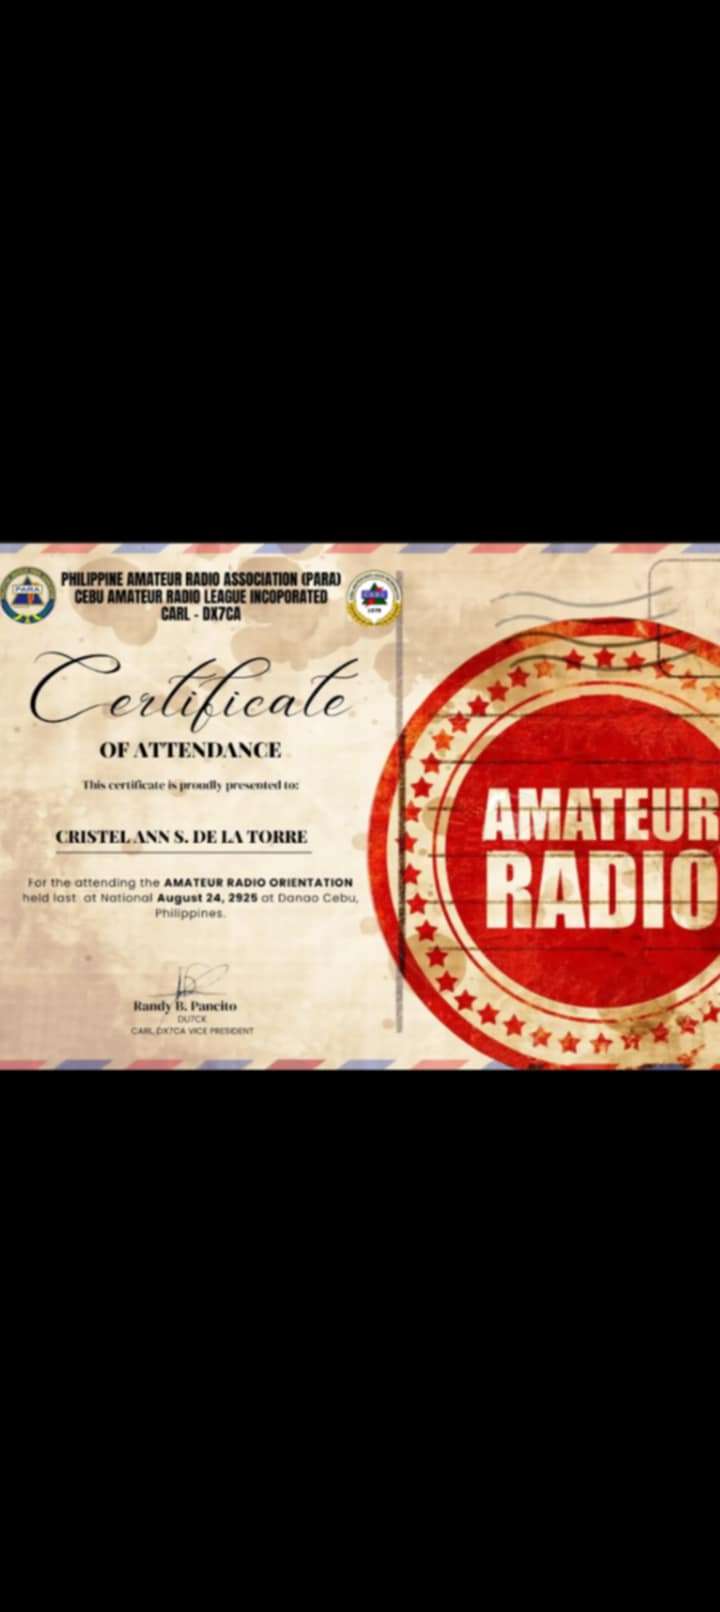 PHILIPPINE AMATEUR RADIO ASSOCIATION (PARA)
CEBU AMATEUR RADIO LEAGUE INCOPORATED
CARL - DX7CA
PARA
Certificate
OF ATTENDANCE
This certificate is proudly presented to:
CRISTEL ANN S. DE LA TORRE
For the attending the AMATEUR RADIO ORIENTATION
held last at National August 24, 2925 at Danao Cebu,
Philippines.
Randy B. Pancito
DU7CK
CARL, DX7CA VICE PRESIDENT
AMATEUR
RADIO